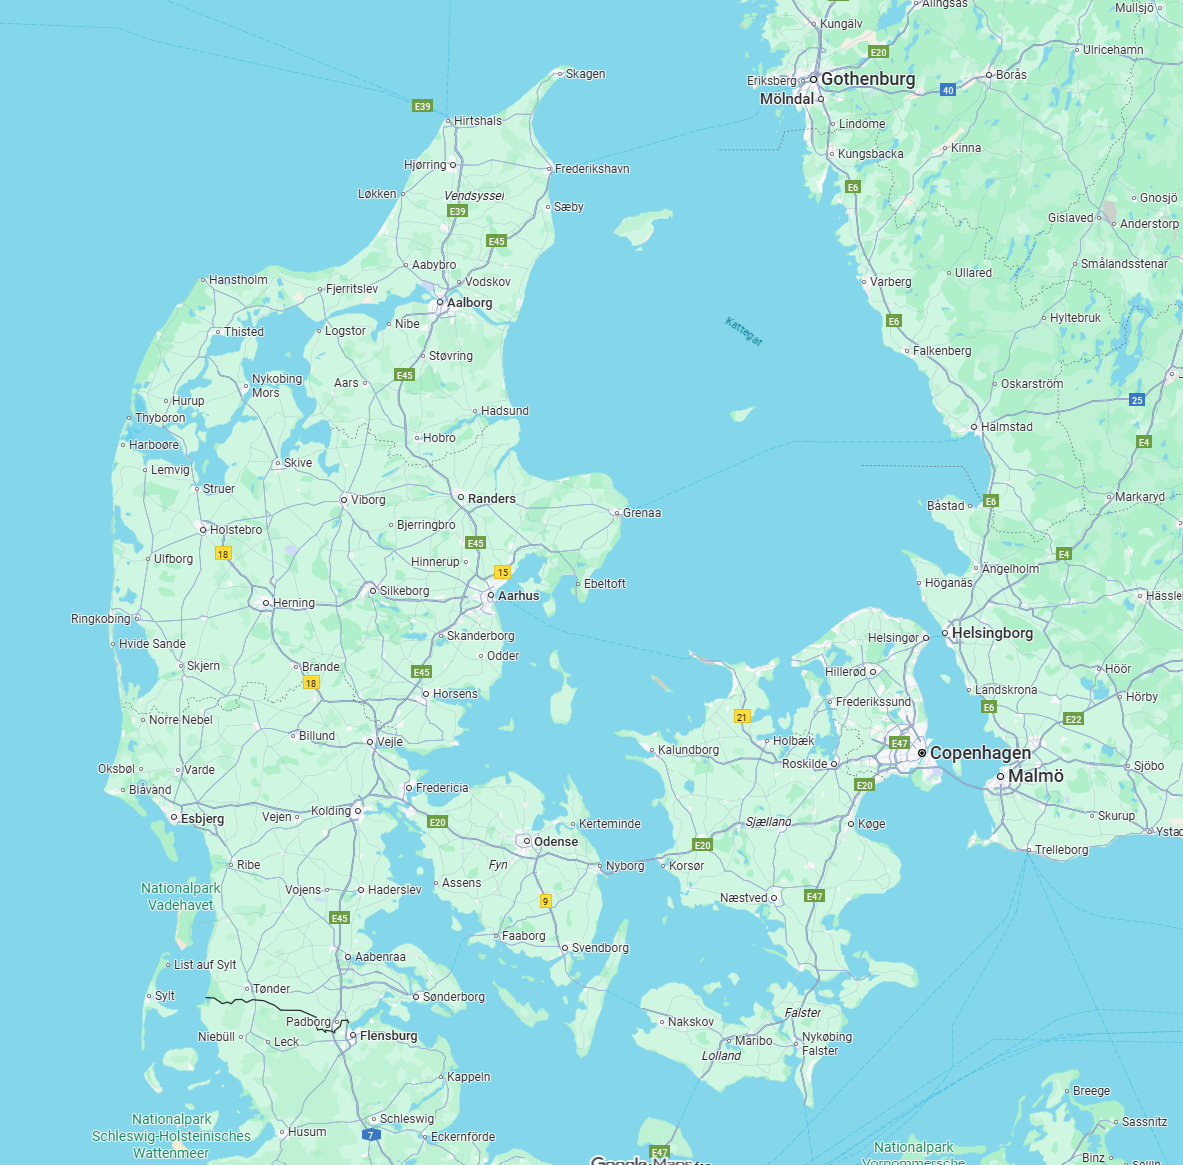 Alingsås
Mullsjö
Kungälv
Ulricehamn
E20
Skagen
Borås
Eriksberg
Gothenburg
40
Mölndal
E39
Hirtshals
Lindome
Kinna
Kungsbacka
Hjørring
Frederikshavn
E6
Løkken
Vendsyssel
Gnosjö
E39
Sæby
Gislaved
Anderstorp
E45
Aabybro
Smålandsstenar
Ullared
Hanstholm
Vodskov
Varberg
Fjerritslev
Aalborg
Hyltebruk
E6
Nibe
Thisted
Logstor
Kattegat
Falkenberg
Støvring
E45
Nykobing
Mors
Aars
Oskarström
Hurup
25
Hadsund
Thyboron
Halmstad
Hobro
Harboøre
E4
Skive
Lemvig
Struer
Viborg
Randers
Markaryd
E6
Båstad
Grenaa
Bjerringbro
Holstebro
E45
18
E4
Ulfborg
Hinnerup
15
Ängelholm
Höganäs
Ebeltoft
Silkeborg
Aarhus
Herning
Ringkobing
Helsingborg
Skanderborg
Helsingør
Hvide Sande
Odder
Skjern
Brande
Hillerød
Höör
E45
18
Landskrona
Horsens
Hörby
Frederikssund
E6
21
E22
Norre Nebel
Billund
Vejle
Holbæk
E47
Kalundborg
Copenhagen
Roskilde
Oksbøl
Varde
Sjöbo
Malmö
E20
Fredericia
Blåvand
Kolding
Esbjerg
Vejen
Skurup
E20
Kerteminde
Sjælland
Køge
Odense
E20
Trelleborg
Ribe
Fyn
Nyborg
Korsør
Nationalpark
Vadehavet
Vojens
Haderslev
Assens
Næstved
E47
9
E45
Faaborg
Svendborg
Aabenraa
List auf Sylt
Tønder
Sylt
Sønderborg
Falster
Padborg
Nakskov
Niebüll
Leck
Flensburg
Maribo
Nykøbing
Falster
Lolland
Kappeln
Breege
Nationalpark
Schleswig-Holsteinisches
Wattenmeer
Schleswig
Sassnitz
Husum
7
Eckernförde
E47
Nationalpark
Binz